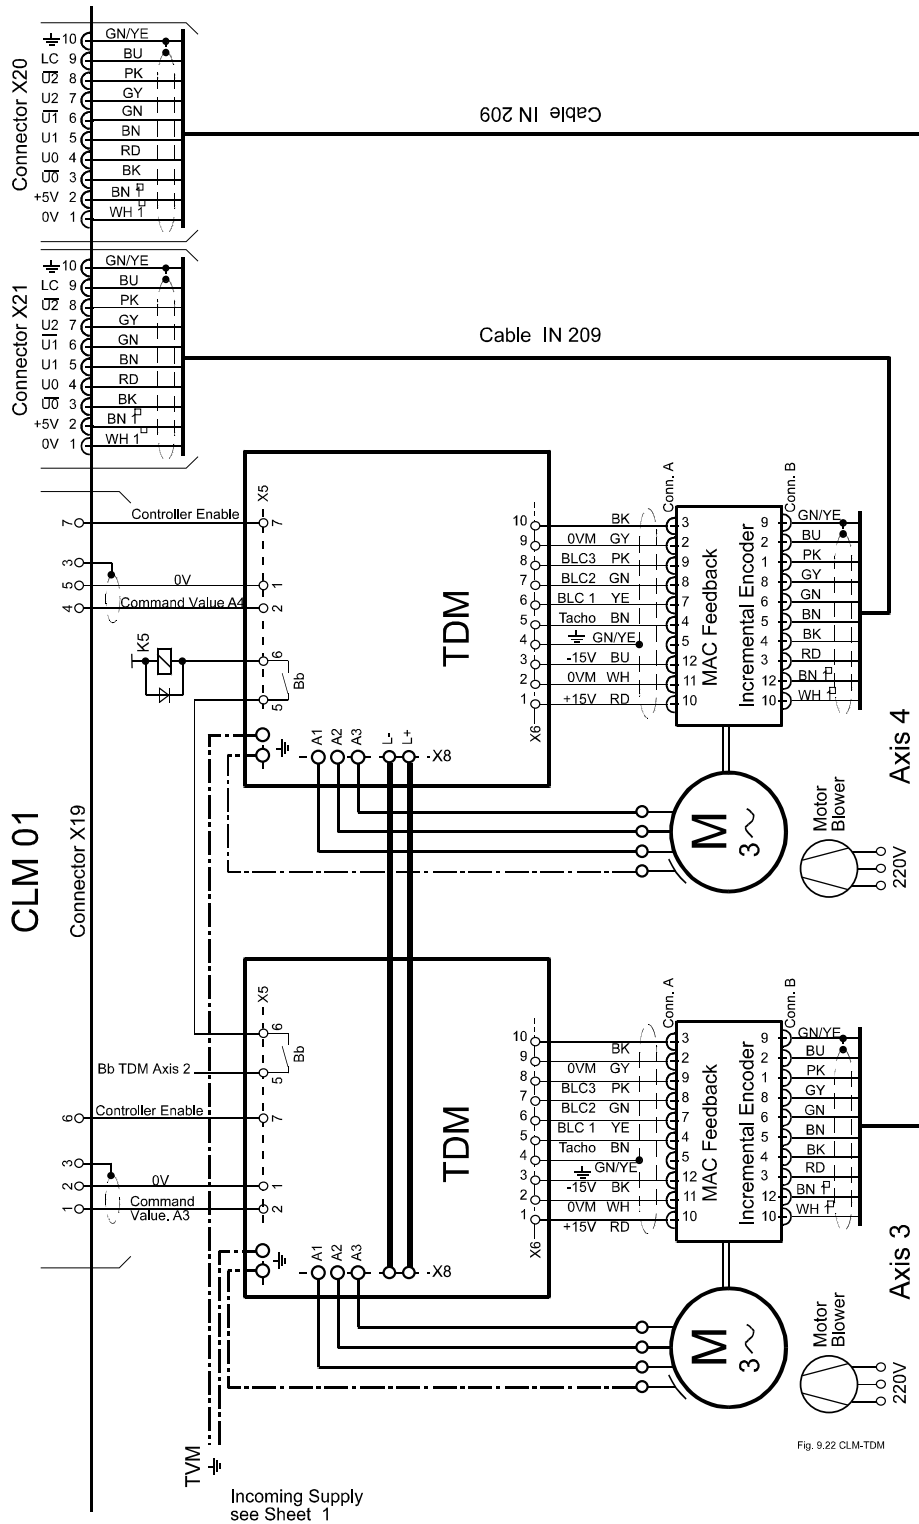 Connector X20
10 GN/YE
LC 9 BU
U2 8 PK
U2 7 GY
U1 6 GN
U1 5 BN
U0 4 RD
U0 3 BK
+5V 2 BN 1
0V 1 WH 1
Cable IN 209
Connector X21
10 GN/YE
LC 9 BU
U2 8 PK
U2 7 GY
U1 6 GN
U1 5 BN
U0 4 RD
U0 3 BK
+5V 2 BN 1
0V 1 WH 1
Cable IN 209
CLM 01
Connector X19
7 Controller Enable 7
3
5 0V 1
4 Command Value A4 2
K5
6
5
Bb
X5
TDM
A1 A2 A3 L- L+ X8
X6
10 BK 3
9 0VM GY 2
8 BLC3 PK 9
7 BLC2 GN 8
6 BLC 1 YE 7
5 Tacho BN 4
4 GN/YE 5
3 -15V BU 12
2 0VM WH 11
1 +15V RD 10
Conn. A
MAC Feedback
Incremental Encoder
Conn. B
9 GN/YE
2 BU
1 PK
8 GY
6 GN
5 BN
4 BK
3 RD
12 BN 1
10 WH 1
M
3~
Motor
Blower
220V
Axis 4
X5
6
5
Bb
Bb TDM Axis 2
6 Controller Enable 7
3
2 0V 1
1 Command
Value. A3 2
TDM
A1 A2 A3 X8
X6
10 BK 3
9 0VM GY 2
8 BLC3 PK 9
7 BLC2 GN 8
6 BLC 1 YE 7
5 Tacho BN 4
4 GN/YE 5
3 -15V BK 12
2 0VM WH 11
1 +15V RD 10
Conn. A
MAC Feedback
Incremental Encoder
Conn. B
9 GN/YE
2 BU
1 PK
8 GY
6 GN
5 BN
4 BK
3 RD
12 BN 1
10 WH 1
M
3~
Motor
Blower
220V
Axis 3
TVM
Incoming Supply
see Sheet 1
Fig. 9.22 CLM-TDM